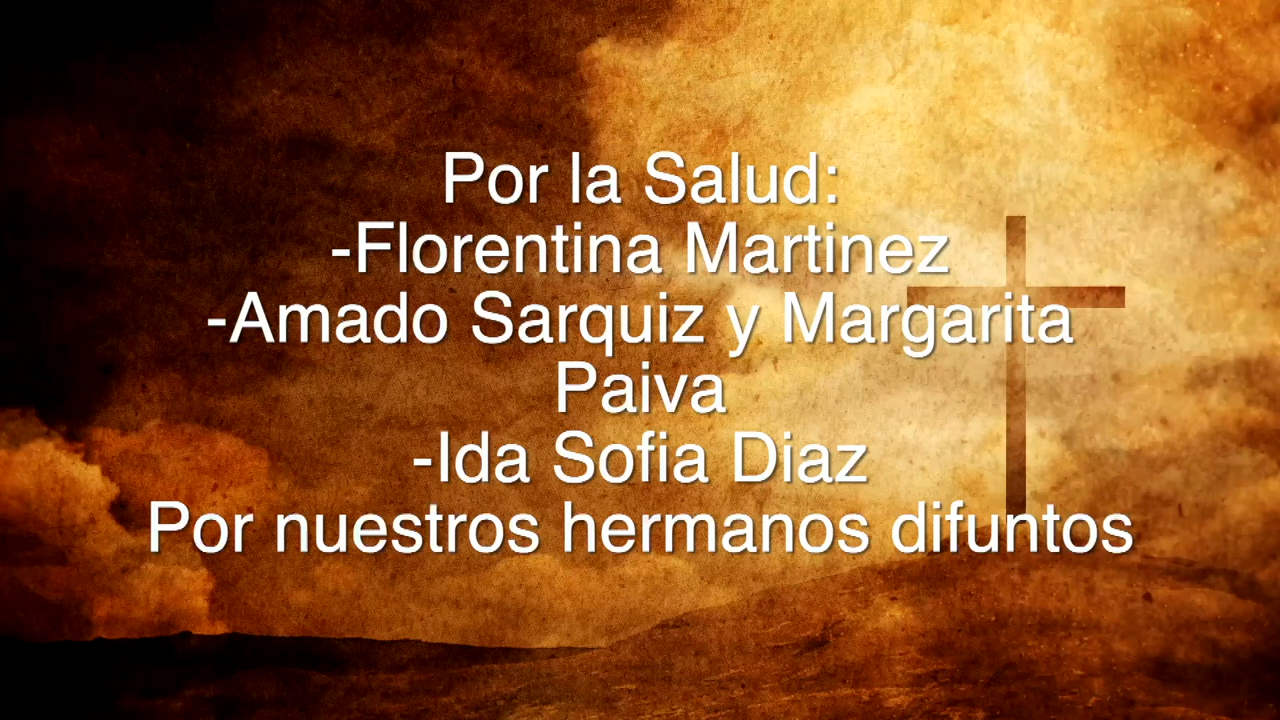 Por la Salud:
-Florentina Martinez
-Amado Sarquiz y Margarita
Paiva
-Ida Sofia Diaz
Por nuestros hermanos difuntos